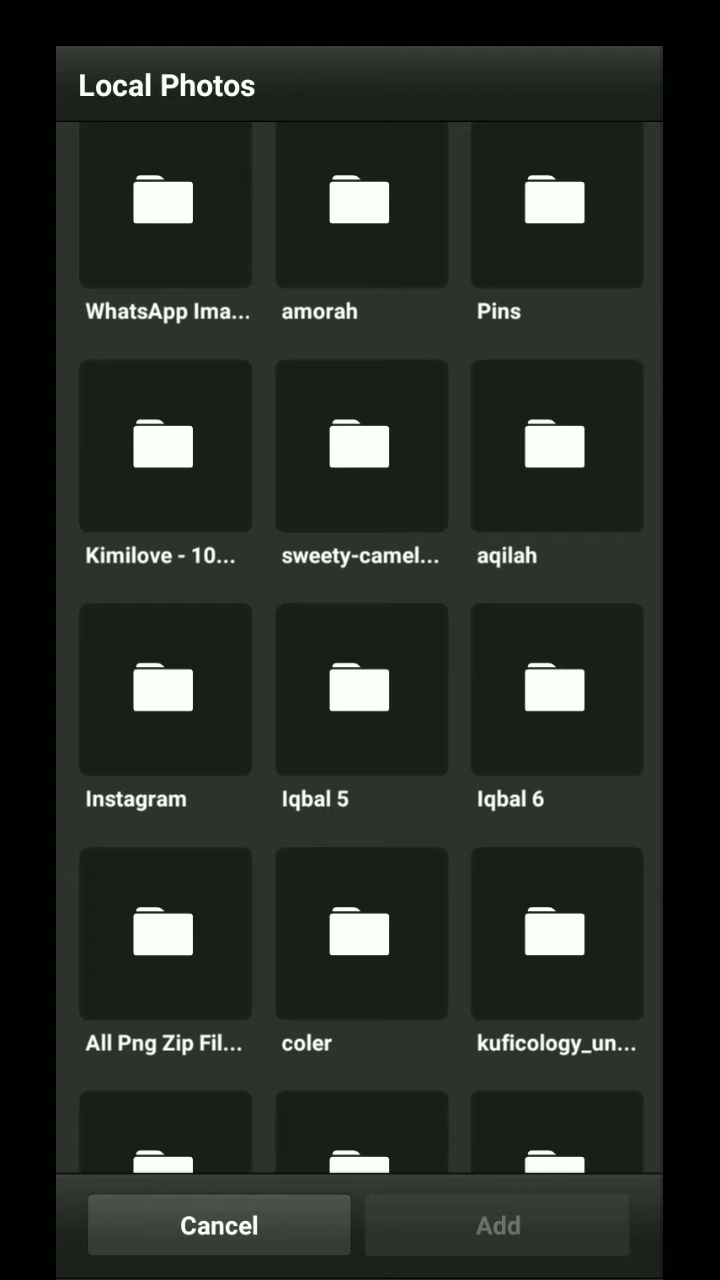 Local Photos
WhatsApp Ima...
amorah
Pins
Kimilove - 10...
sweety-camel...
aqilah
Instagram
Iqbal 5
Iqbal 6
All Png Zip Fil...
coler
kuficology_un...
Cancel
Add